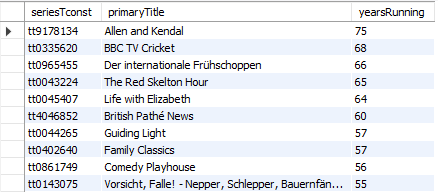 seriesTconst primaryTitle yearsRunning
tt9178134 Allen and Kendal 75
tt0335620 BBC TV Cricket 68
tt0965455 Der internationale Frühschoppen 66
tt0043224 The Red Skelton Hour 65
tt0045407 Life with Elizabeth 64
tt4046852 British Pathé News 60
tt0044265 Guiding Light 57
tt0402640 Family Classics 57
tt0861749 Comedy Playhouse 56
tt0143075 Vorsicht, Falle! - Nepper, Schlepper, Bauernfän... 55